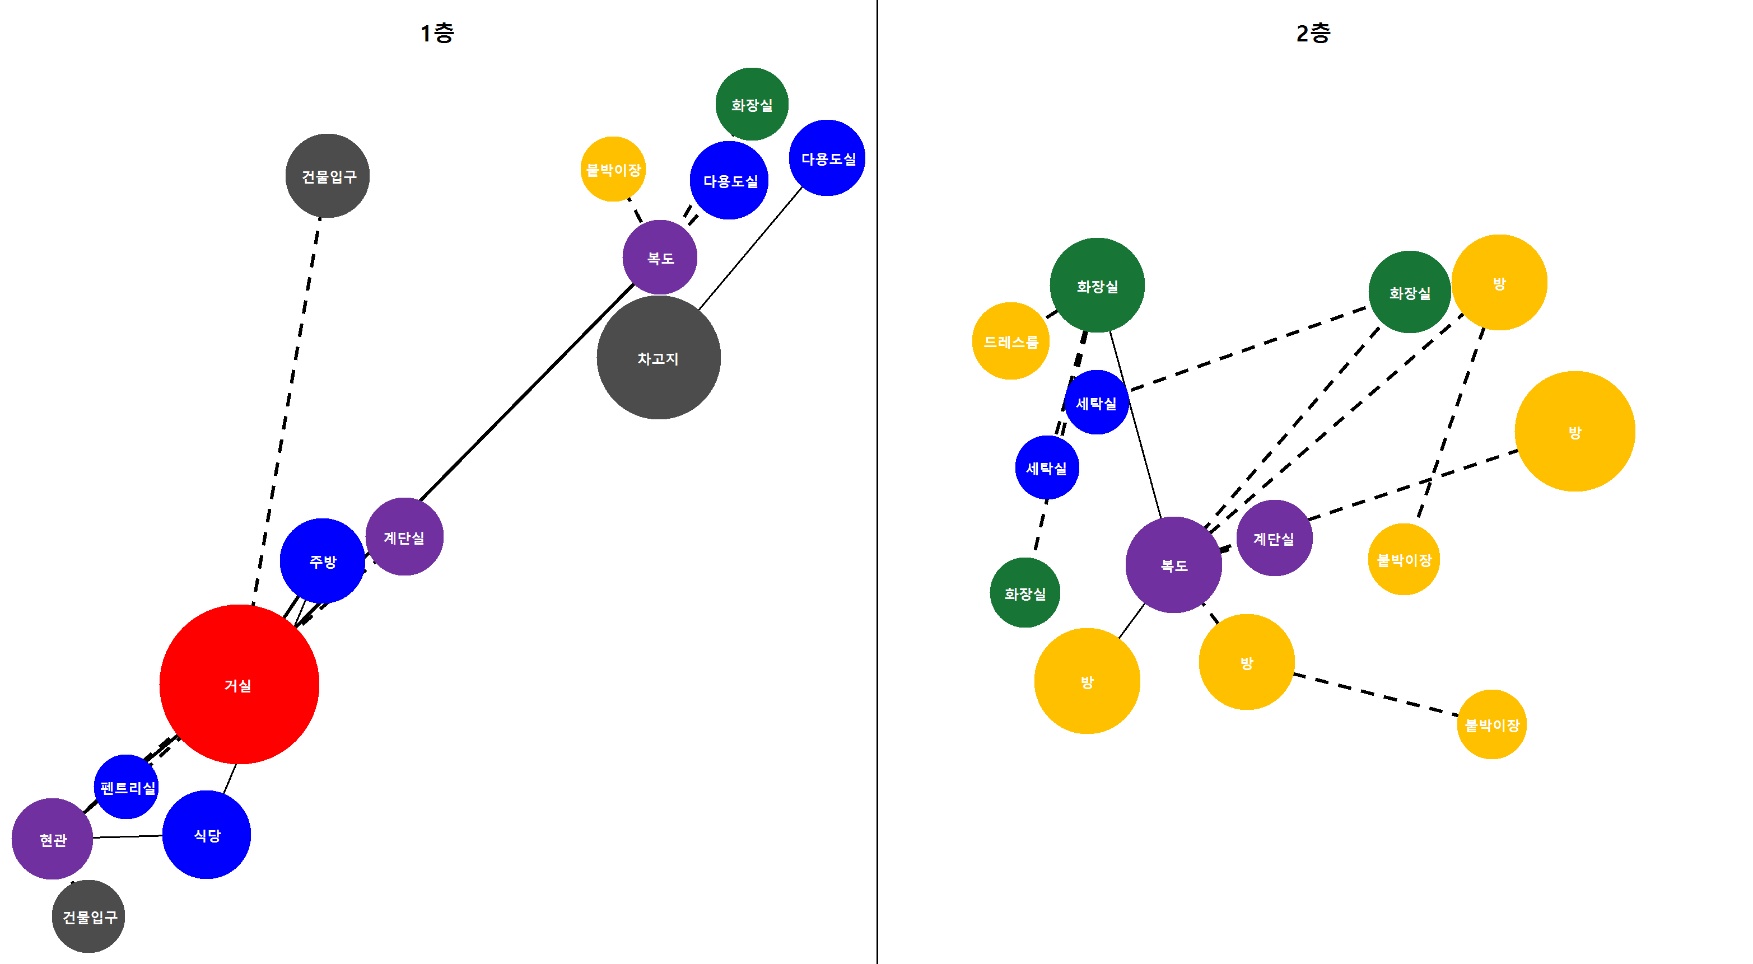 1층
화장실
다용도실
건물입구
붙박이장
다용도실
복도
차고지
계단실
주방
거실
펜트리실
현관
식당
건물입구
2층
화장실
화장실
방
드레스룸
세탁실
방
세탁실
계단실
복도
붙박이장
화장실
방
방
붙박이장